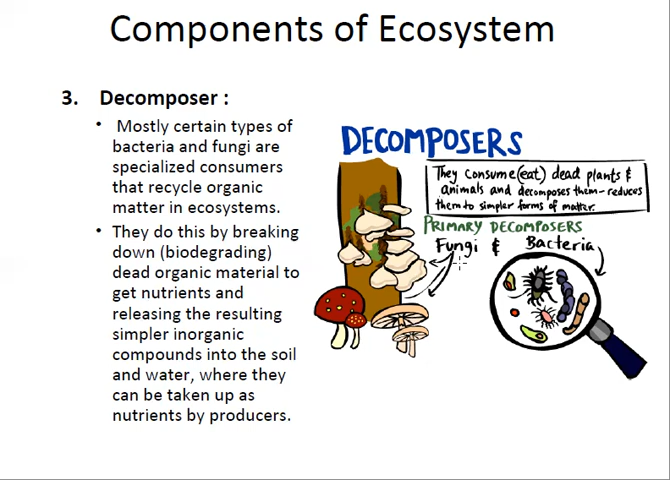 Components of Ecosystem
3. Decomposer :
• Mostly certain types of
bacteria and fungi are
specialized consumers
that recycle organic
matter in ecosystems.
• They do this by breaking
down (biodegrading)
dead organic material to
get nutrients and
releasing the resulting
simpler inorganic
compounds into the soil
and water, where they
can be taken up as
nutrients by producers.
DECOMPOSERS
They consume (eat) dead plants &
animals and decomposes them - reduces
them to simpler forms of matter.
PRIMARY DECOMPOSERS
Fungi & Bacteria